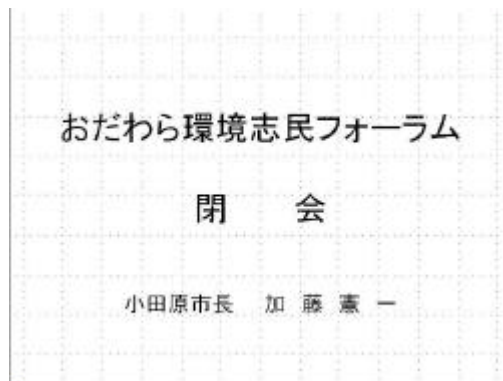 おだわら環境志民フォーラム
閉　会
小田原市長　加 藤 憲 一